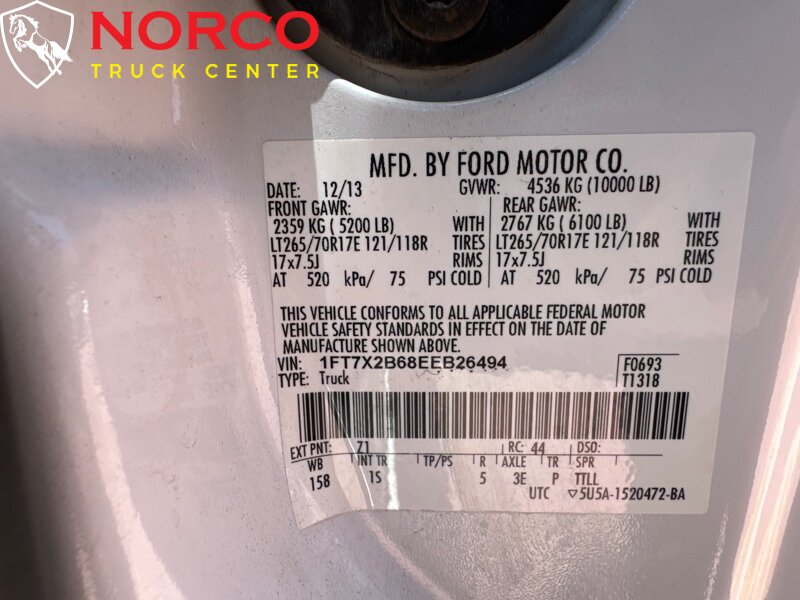 NORCO
TRUCK CENTER
MFD. BY FORD MOTOR CO.
DATE: 12/13 GVWR: 4536 KG (10000 LB)
FRONT GAWR: REAR GAWR:
2359 KG ( 5200 LB) WITH 2767 KG ( 6100 LB) WITH
LT265/70R17E 121/118R TIRES LT265/70R17E 121/118R TIRES
17x7.5J RIMS 17x7.5J RIMS
AT 520 kPa/ 75 PSI COLD AT 520 kPa/ 75 PSI COLD
THIS VEHICLE CONFORMS TO ALL APPLICABLE FEDERAL MOTOR
VEHICLE SAFETY STANDARDS IN EFFECT ON THE DATE OF
MANUFACTURE SHOWN ABOVE.
VIN: 1FT7X2B68EEB26494 F0693
TYPE: Truck T1318
EXT PNT: Z1 RC: 44 DSO:
WB INT TR TP/PS R AXLE TR SPR
158 1S 5 3E P TTLL
UTC ▽5U5A-1520472-BA